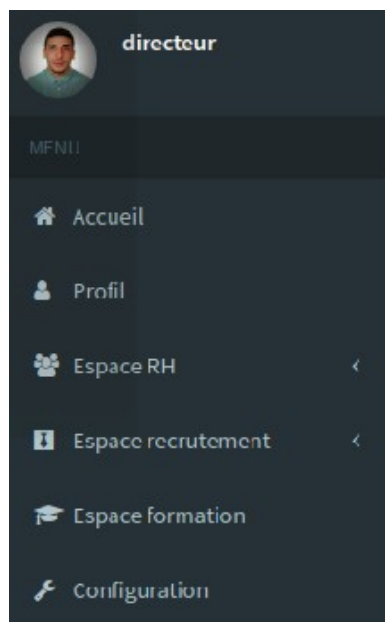 directeur
MENU
Accueil
Profil
Espace RH
Espace recrutement
Espace formation
Configuration